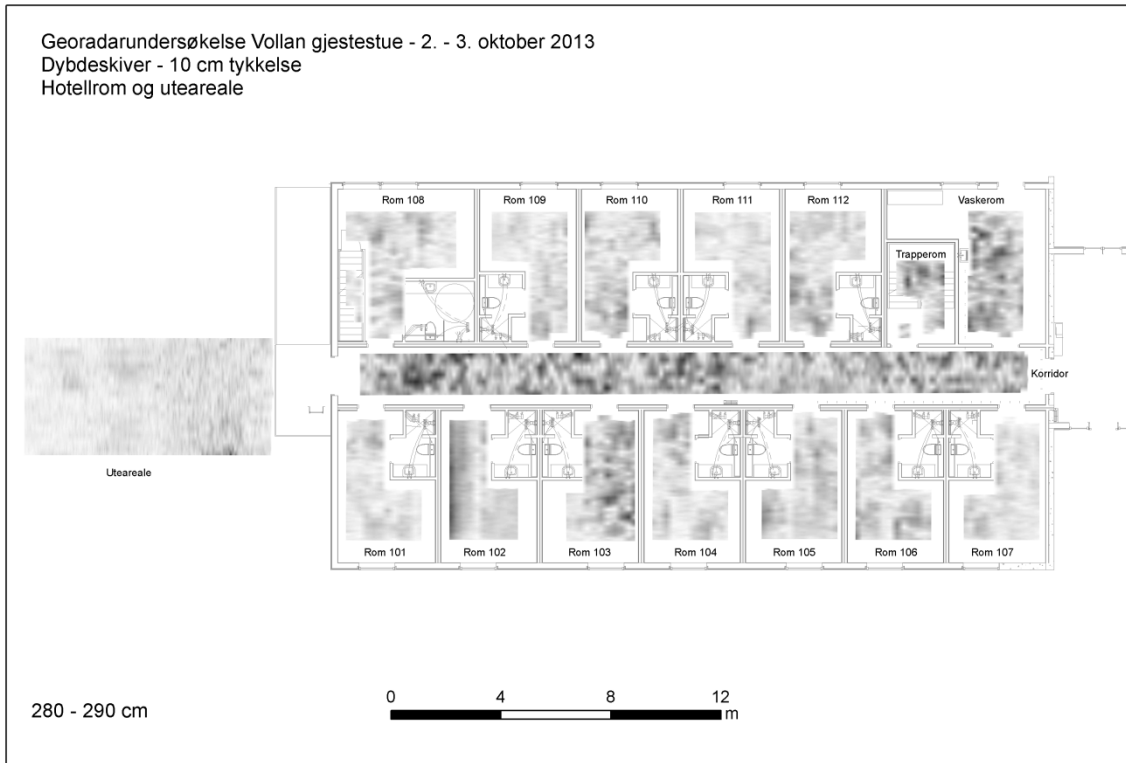 Georadarundersøkelse Vollan gjestestue - 2. - 3. oktober 2013
Dybdeskiver - 10 cm tykkelse
Hotellrom og uteareale
Rom 108
Rom 109
Rom 110
Rom 111
Rom 112
Vaskerom
Trapperom
Korridor
Uteareale
Rom 101
Rom 102
Rom 103
Rom 104
Rom 105
Rom 106
Rom 107
280 - 290 cm
0 4 8 12
m